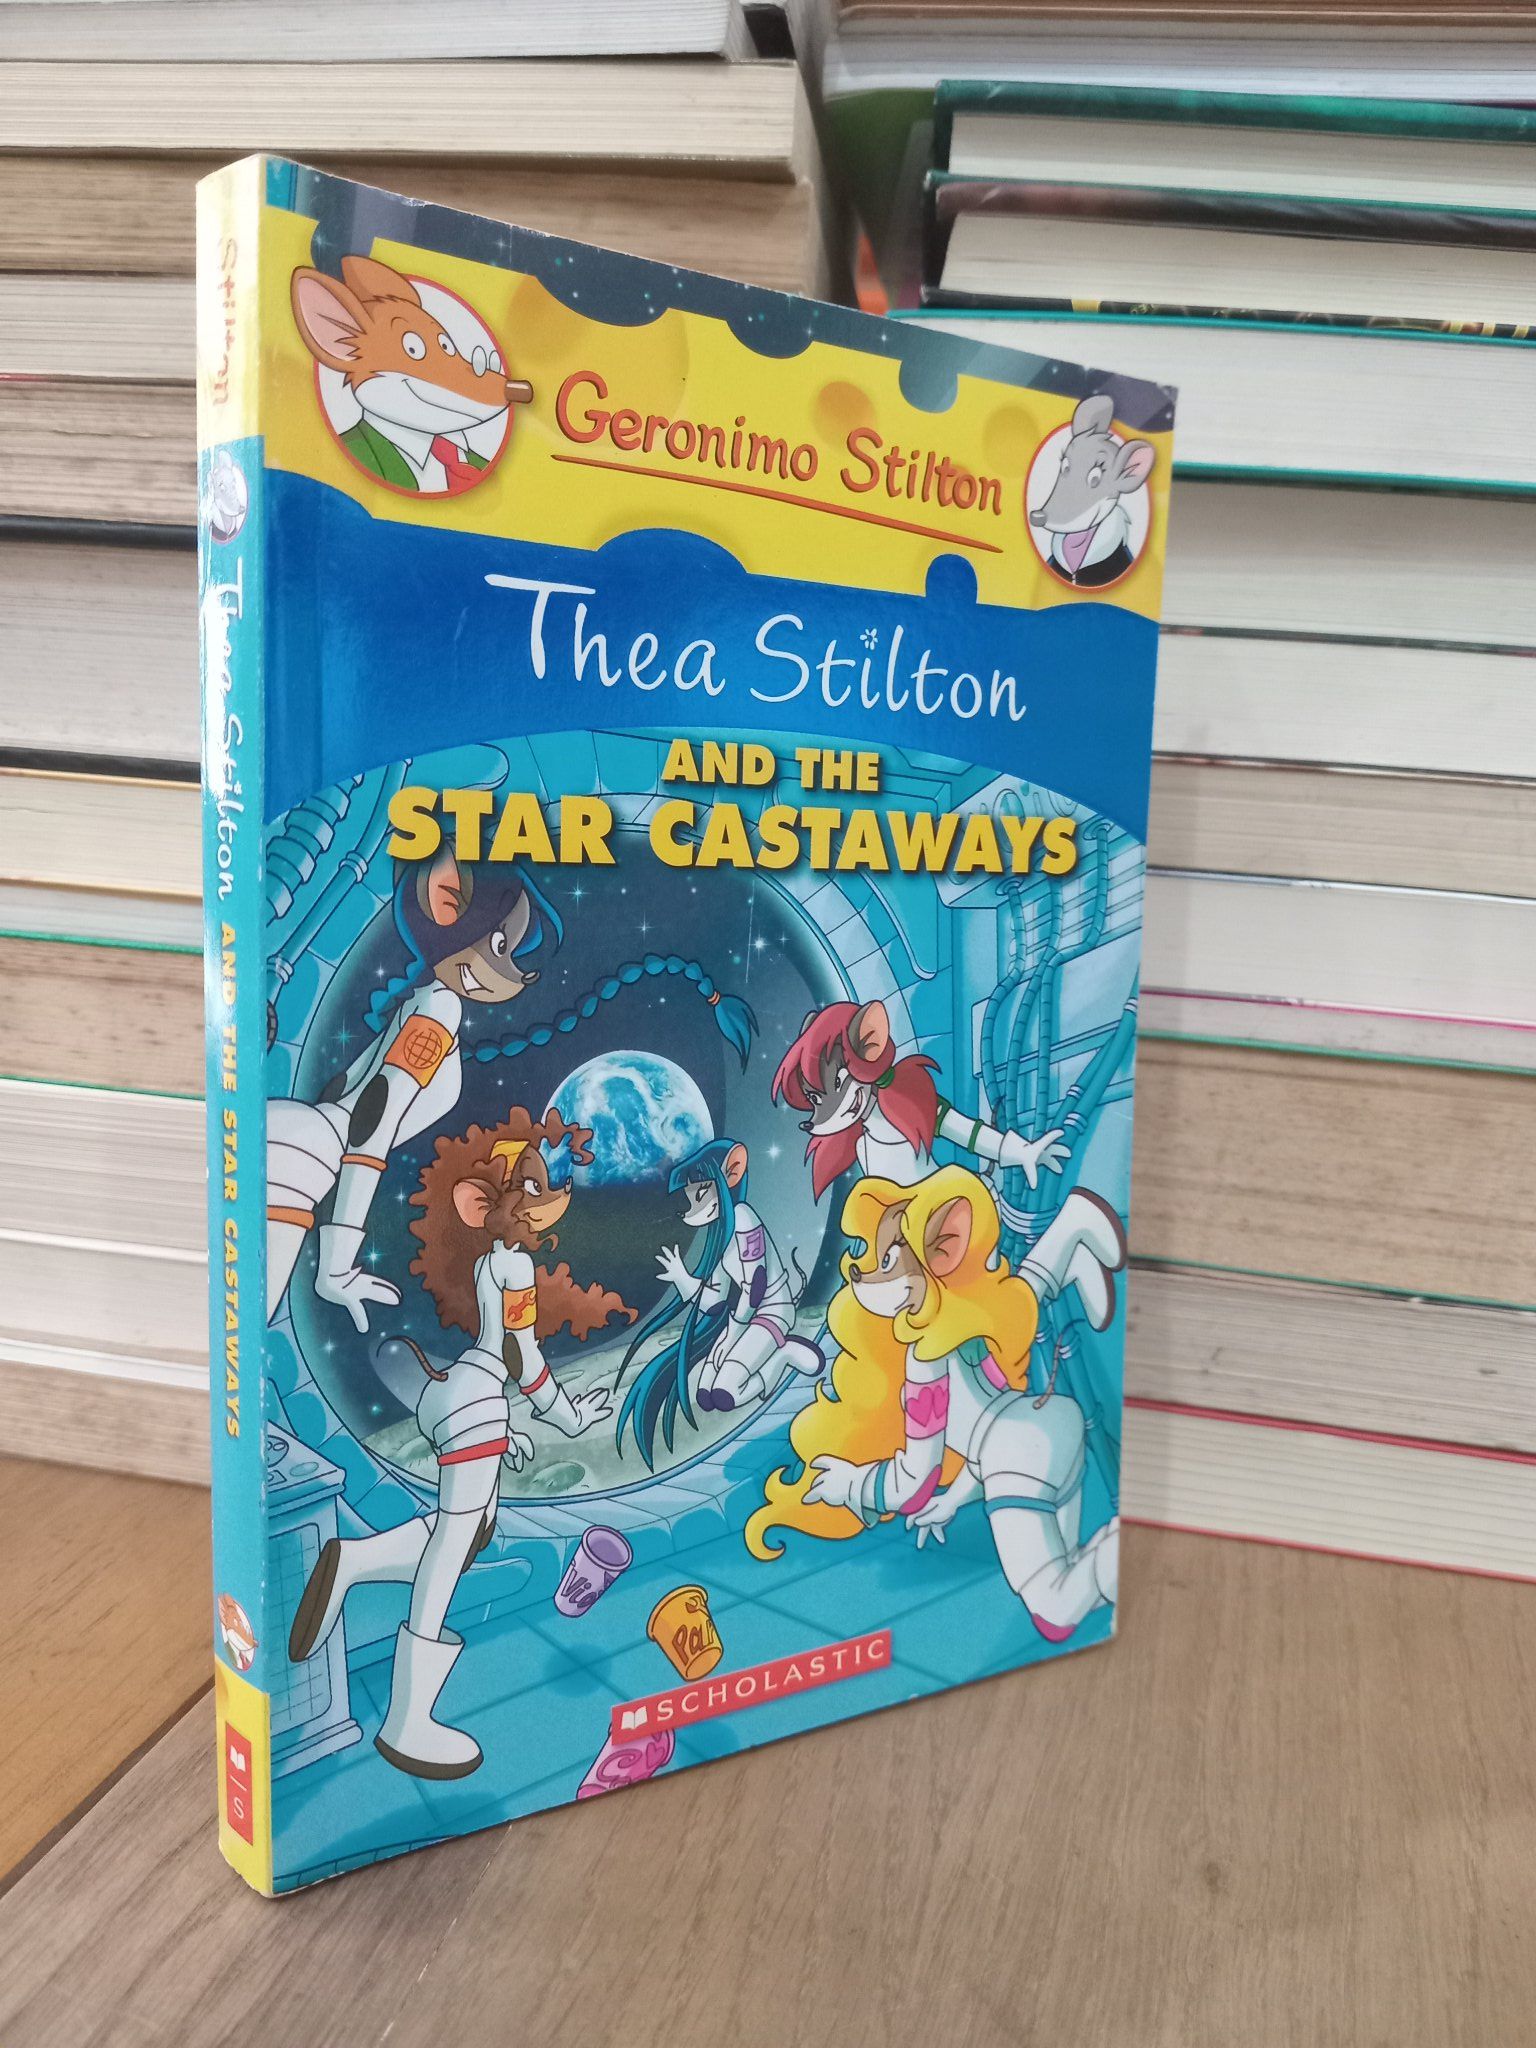 Geronimo Stilton
Thea Stilton
AND THE
STAR CASTAWAYS
SCHOLASTIC
Stilton
Thea Stilton AND THE STAR CASTAWAYS
S